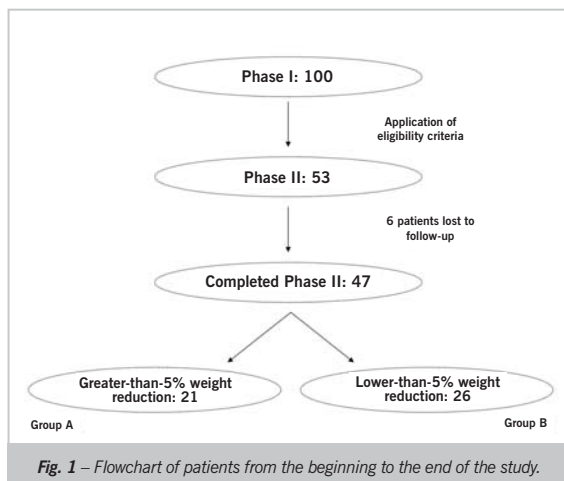 Phase I: 100
Application of
eligibility criteria
Phase II: 53
6 patients lost to
follow-up
Completed Phase II: 47
Greater-than-5% weight
reduction: 21
Lower-than-5% weight
reduction: 26
Group A
Group B
Fig. 1 – Flowchart of patients from the beginning to the end of the study.